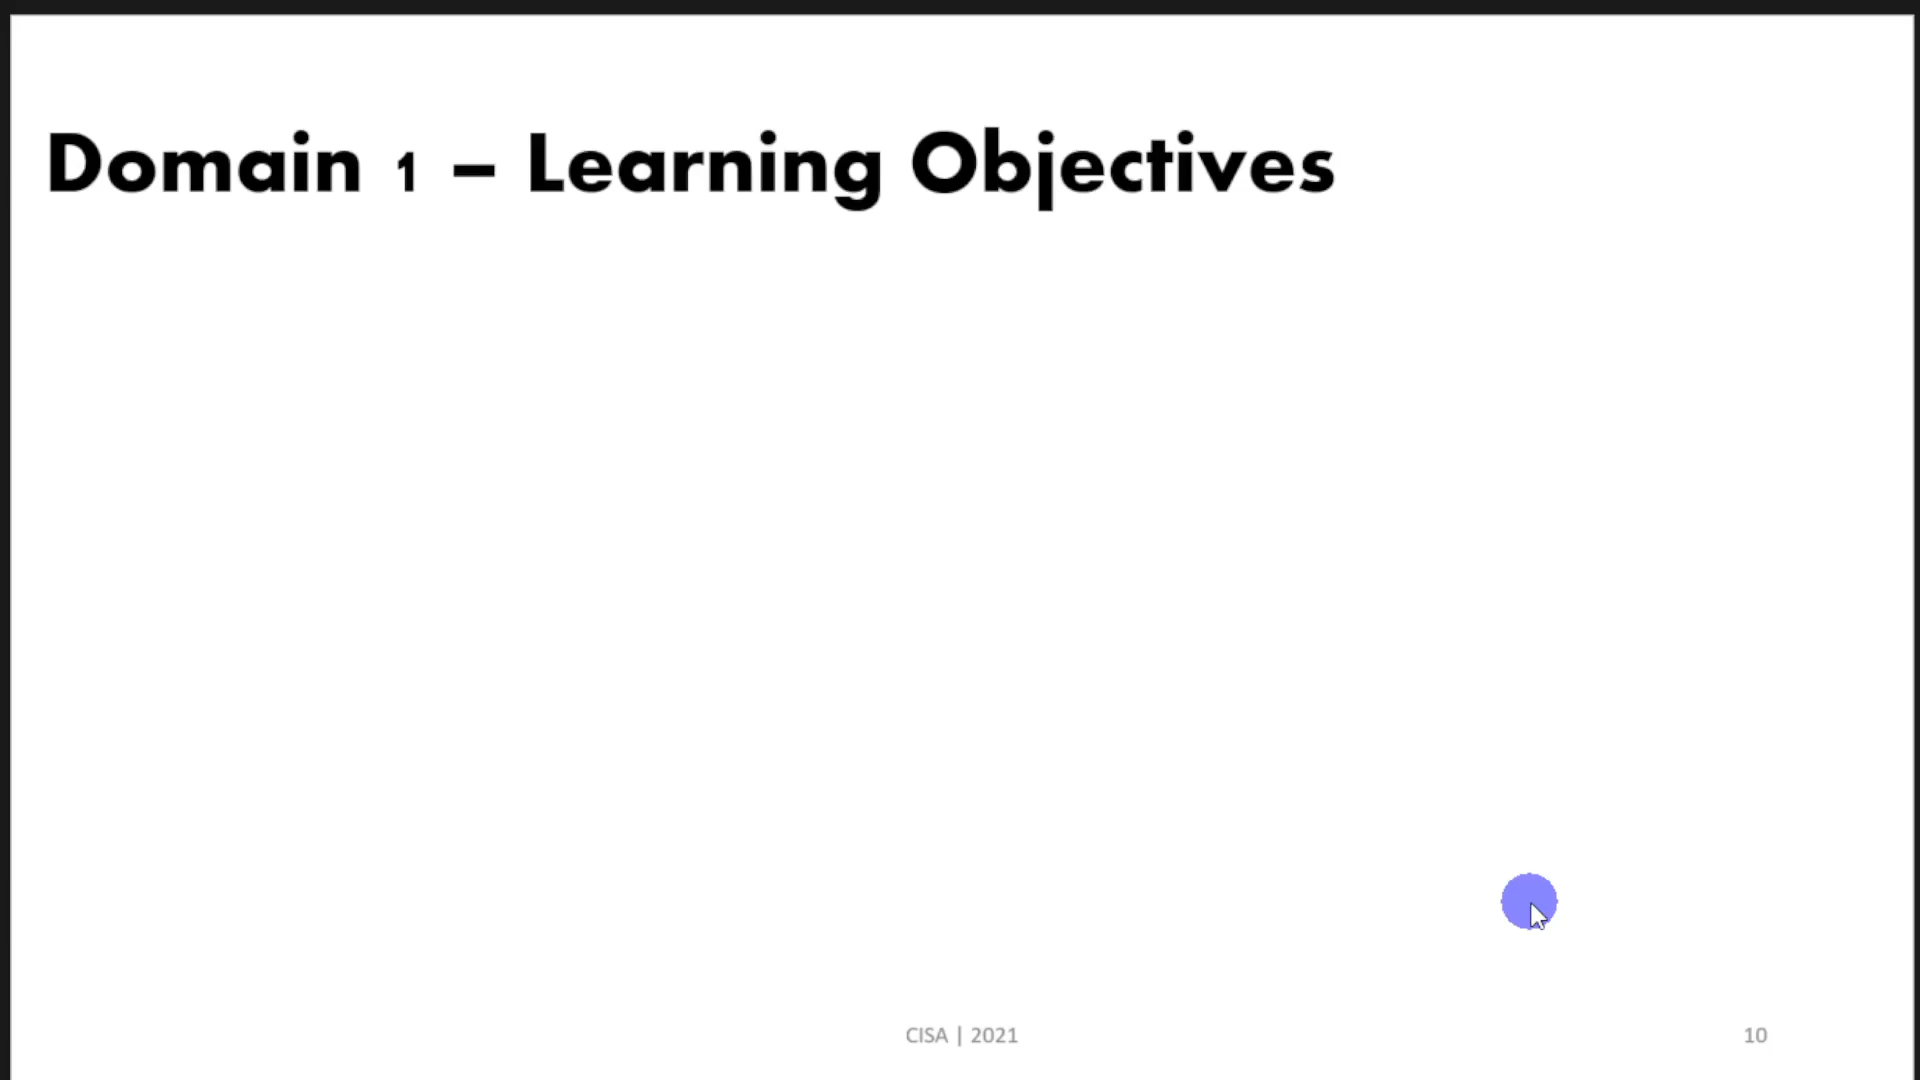 Domain 1 – Learning Objectives
CISA | 2021
10